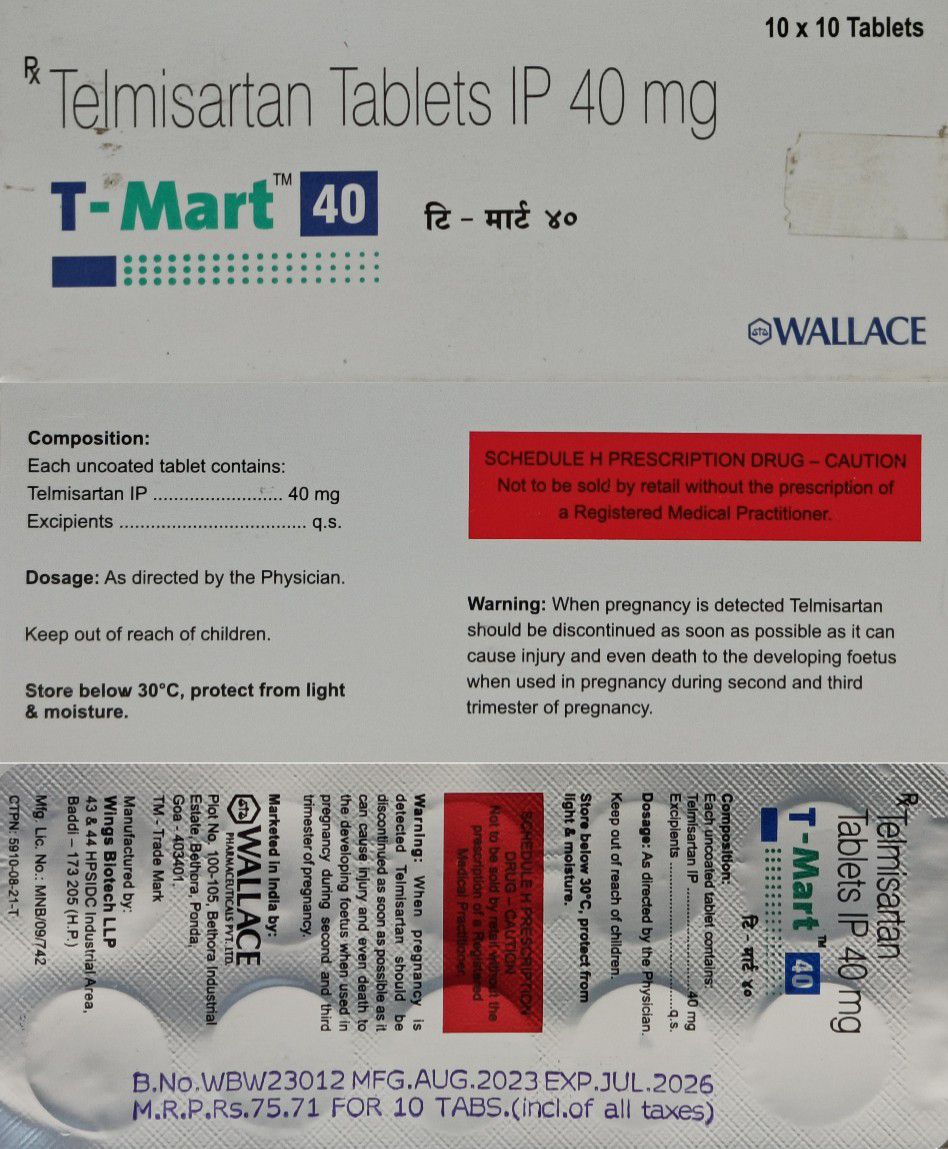 10 x 10 Tablets
Rx Telmisartan Tablets IP 40 mg
T-Mart™ 40
टि - मार्ट ४०
WALLACE
Composition:
Each uncoated tablet contains:
Telmisartan IP ........................ 40 mg
Excipients .................................. q.s.
Dosage: As directed by the Physician.
Keep out of reach of children.
Store below 30°C, protect from light
& moisture.
SCHEDULE H PRESCRIPTION DRUG – CAUTION
Not to be sold by retail without the prescription of
a Registered Medical Practitioner.
Warning: When pregnancy is detected Telmisartan
should be discontinued as soon as possible as it can
cause injury and even death to the developing foetus
when used in pregnancy during second and third
trimester of pregnancy.
Rx Telmisartan
Tablets IP 40 mg
T-Mart™ 40
टि - मार्ट ४०
Composition:
Each uncoated tablet contains:
Telmisartan IP ........................40 mg
Excipients ................................q.s.
Dosage: As directed by the Physician.
Keep out of reach of children.
Store below 30°C, protect from
light & moisture.
SCHEDULE H PRESCRIPTION
DRUG – CAUTION
Not to be sold by retail without the
prescription of a Registered
Medical Practitioner.
Warning: When pregnancy is
detected Telmisartan should be
discontinued as soon as possible as it
can cause injury and even death to
the developing foetus when used in
pregnancy during second and third
trimester of pregnancy.
Marketed in India by:
WALLACE
PHARMACEUTICALS PVT. LTD.
Plot No. 100-105, Bethora Industrial
Estate, Bethora, Ponda,
Goa - 403401.
TM - Trade Mark
Manufactured by:
Wings Biotech LLP
43 & 44 HPSIDC Industrial Area,
Baddi – 173 205 (H.P.)
Mfg. Lic. No.: MNB/09/742
CTPN: 5910-08-21-T
B.No.WBW23012 MFG.AUG.2023 EXP.JUL.2026
M.R.P.Rs.75.71 FOR 10 TABS.(incl.of all taxes)